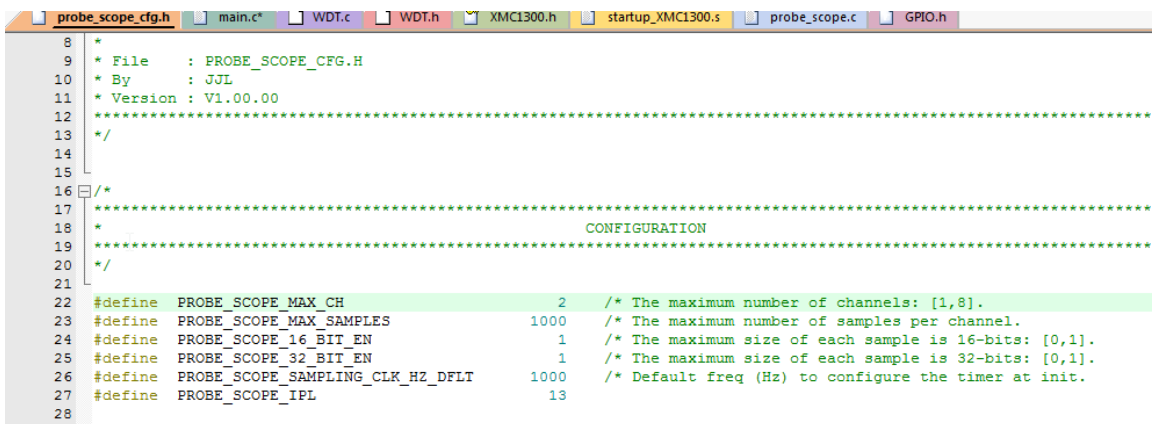 probe_scope_cfg.h main.c* WDT.c WDT.h XMC1300.h startup_XMC1300.s probe_scope.c GPIO.h
8 *
9 * File : PROBE_SCOPE_CFG.H
10 * By : JJL
11 * Version : V1.00.00
12 *********************************************************************************************************
13 */
14
15
16 /*
17 *********************************************************************************************************
18 * CONFIGURATION
19 *********************************************************************************************************
20 */
21
22 #define PROBE_SCOPE_MAX_CH 2 /* The maximum number of channels: [1,8].
23 #define PROBE_SCOPE_MAX_SAMPLES 1000 /* The maximum number of samples per channel.
24 #define PROBE_SCOPE_16_BIT_EN 1 /* The maximum size of each sample is 16-bits: [0,1].
25 #define PROBE_SCOPE_32_BIT_EN 1 /* The maximum size of each sample is 32-bits: [0,1].
26 #define PROBE_SCOPE_SAMPLING_CLK_HZ_DFLT 1000 /* Default freq (Hz) to configure the timer at init.
27 #define PROBE_SCOPE_IPL 13
28